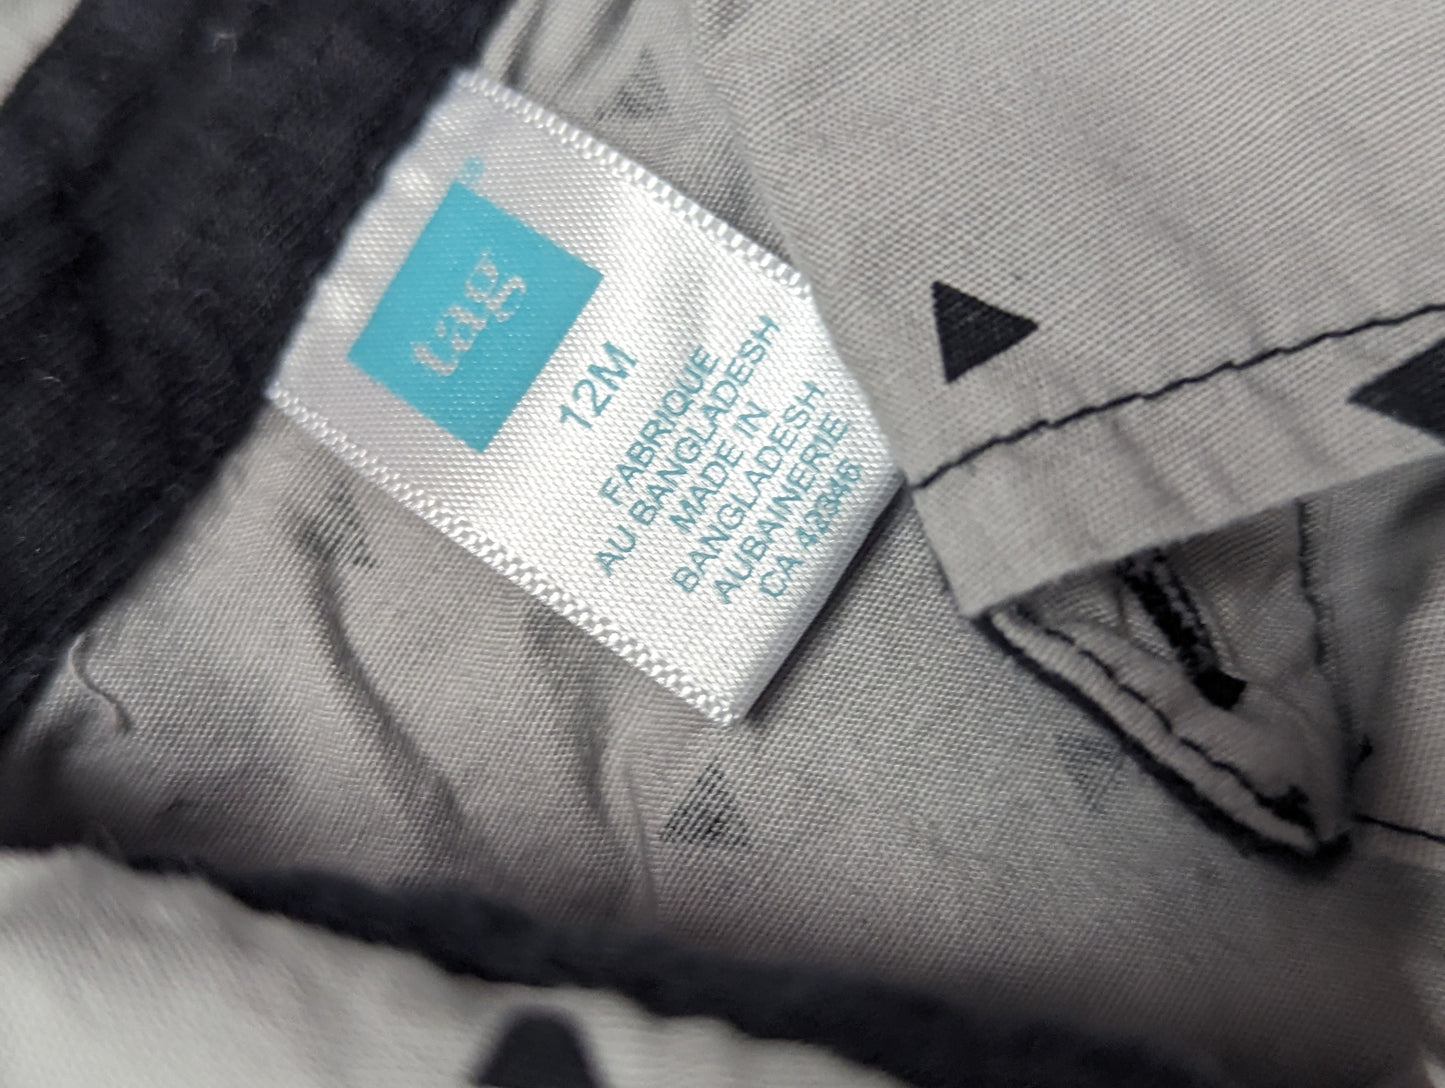 tag
12M
FABRIQUE
AU BANGLADESH
MADE IN
BANGLADESH
AUBAINERIE
CA 42346